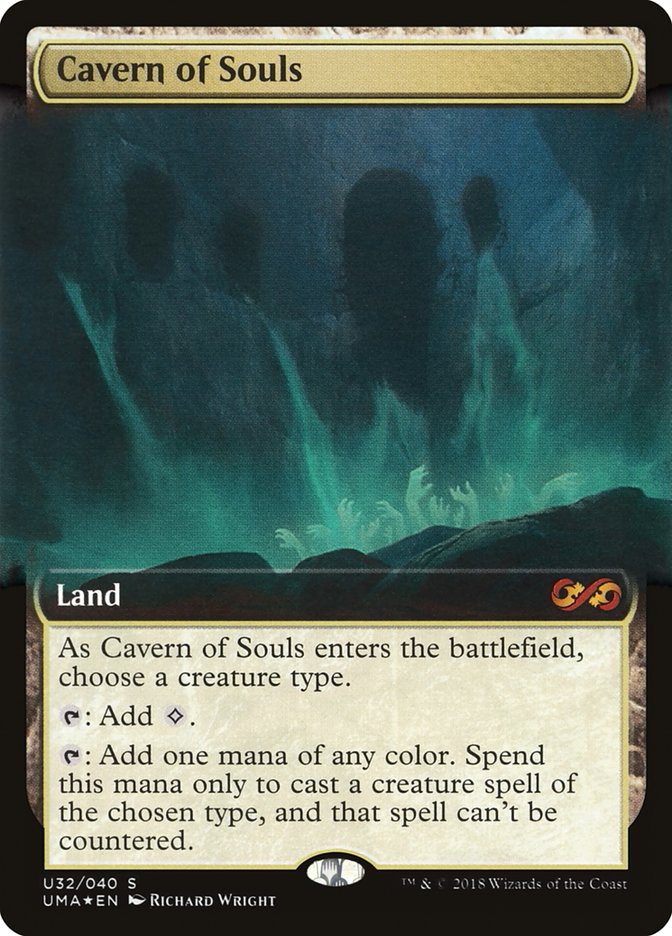 Cavern of Souls
Land
As Cavern of Souls enters the battlefield,
choose a creature type.
: Add .
: Add one mana of any color. Spend
this mana only to cast a creature spell of
the chosen type, and that spell can’t be
countered.
U32/040 S
™ & © 2018 Wizards of the Coast
UMA★EN Richard Wright